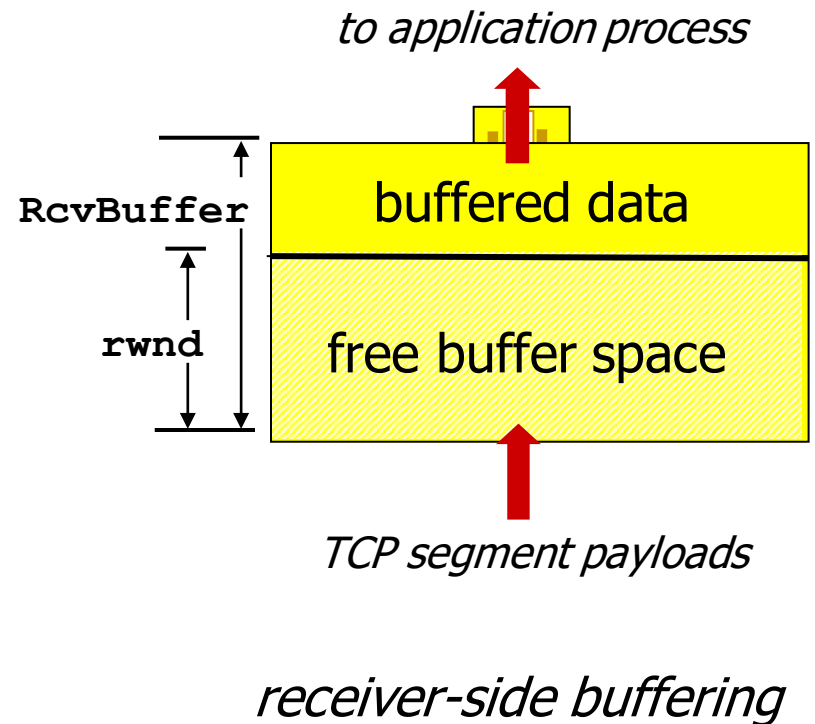 to application process
RcvBuffer
buffered data
rwnd
free buffer space
TCP segment payloads
receiver-side buffering